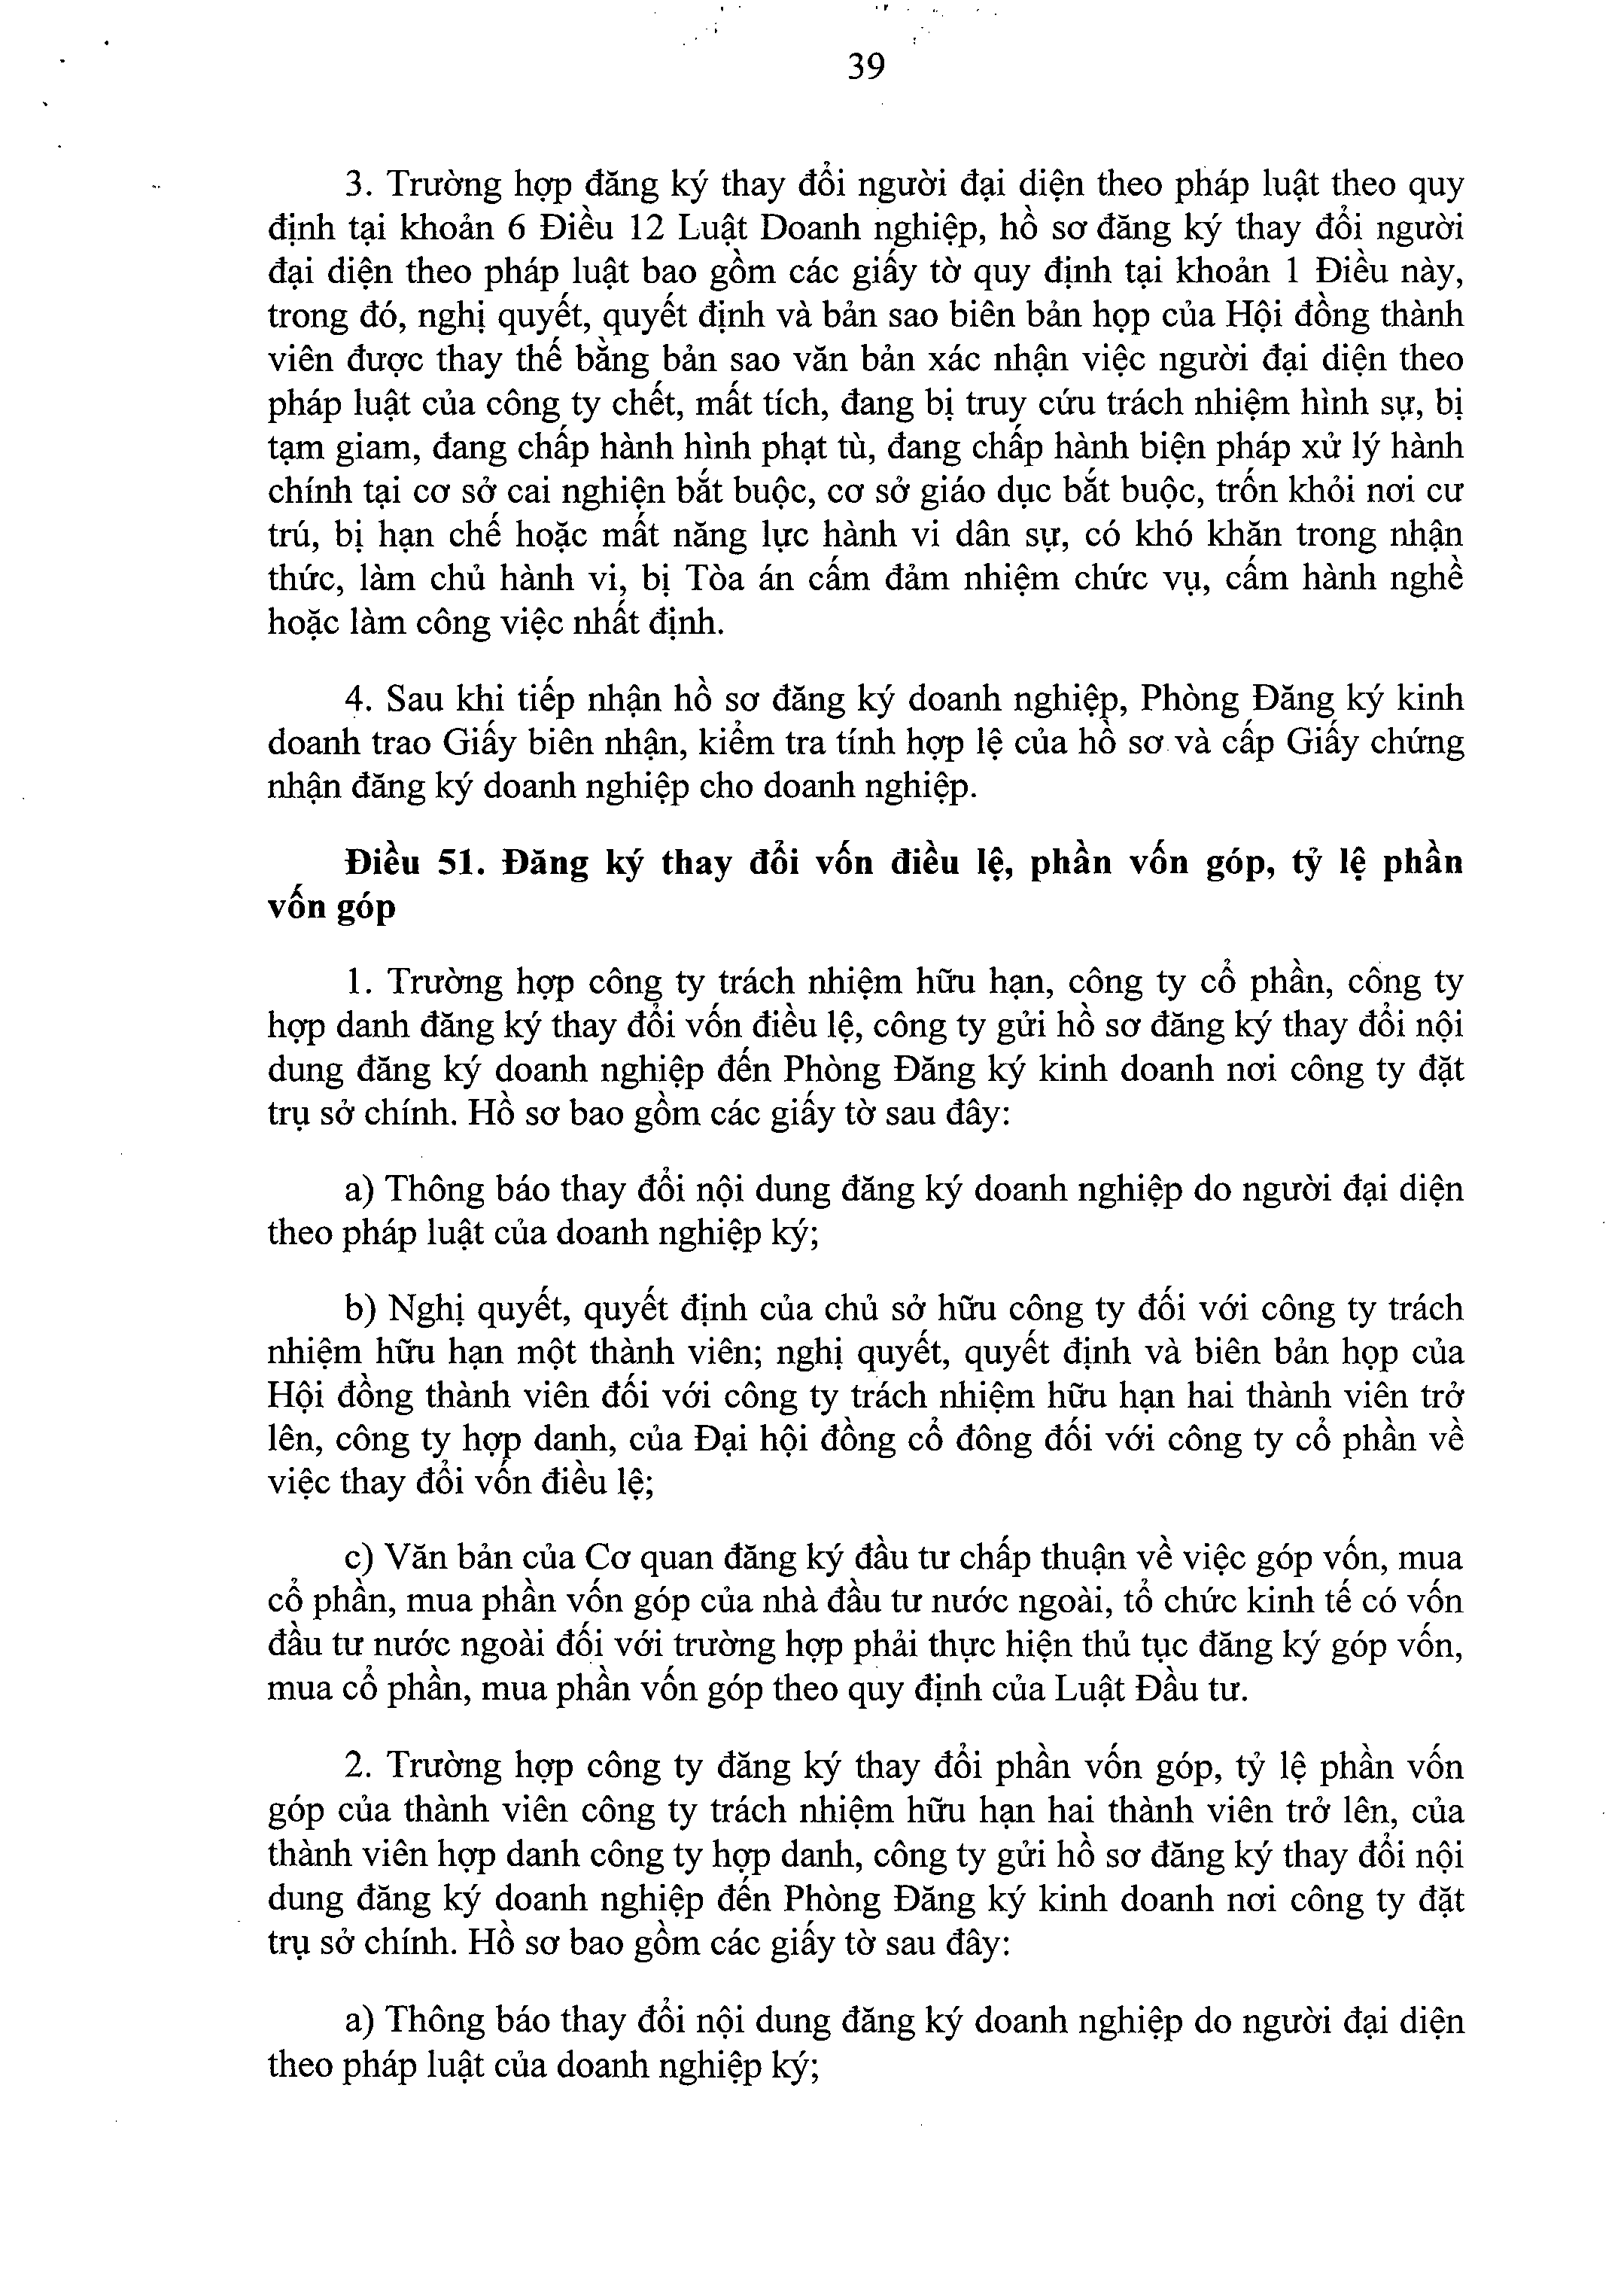 39
3. Trường hợp đăng ký thay đổi người đại diện theo pháp luật theo quy
định tại khoản 6 Điều 12 Luật Doanh nghiệp, hồ sơ đăng ký thay đổi người
đại diện theo pháp luật bao gồm các giấy tờ quy định tại khoản 1 Điều này,
trong đó, nghị quyết, quyết định và bản sao biên bản họp của Hội đồng thành
viên được thay thế bằng bản sao văn bản xác nhận việc người đại diện theo
pháp luật của công ty chết, mất tích, đang bị truy cứu trách nhiệm hình sự, bị
tạm giam, đang chấp hành hình phạt tù, đang chấp hành biện pháp xử lý hành
chính tại cơ sở cai nghiện bắt buộc, cơ sở giáo dục bắt buộc, trốn khỏi nơi cư
trú, bị hạn chế hoặc mất năng lực hành vi dân sự, có khó khăn trong nhận
thức, làm chủ hành vi, bị Tòa án cấm đảm nhiệm chức vụ, cấm hành nghề
hoặc làm công việc nhất định.
4. Sau khi tiếp nhận hồ sơ đăng ký doanh nghiệp, Phòng Đăng ký kinh
doanh trao Giấy biên nhận, kiểm tra tính hợp lệ của hồ sơ và cấp Giấy chứng
nhận đăng ký doanh nghiệp cho doanh nghiệp.
Điều 51. Đăng ký thay đổi vốn điều lệ, phần vốn góp, tỷ lệ phần
vốn góp
1. Trường hợp công ty trách nhiệm hữu hạn, công ty cổ phần, công ty
hợp danh đăng ký thay đổi vốn điều lệ, công ty gửi hồ sơ đăng ký thay đổi nội
dung đăng ký doanh nghiệp đến Phòng Đăng ký kinh doanh nơi công ty đặt
trụ sở chính. Hồ sơ bao gồm các giấy tờ sau đây:
a) Thông báo thay đổi nội dung đăng ký doanh nghiệp do người đại diện
theo pháp luật của doanh nghiệp ký;
b) Nghị quyết, quyết định của chủ sở hữu công ty đối với công ty trách
nhiệm hữu hạn một thành viên; nghị quyết, quyết định và biên bản họp của
Hội đồng thành viên đối với công ty trách nhiệm hữu hạn hai thành viên trở
lên, công ty hợp danh, của Đại hội đồng cổ đông đối với công ty cổ phần về
việc thay đổi vốn điều lệ;
c) Văn bản của Cơ quan đăng ký đầu tư chấp thuận về việc góp vốn, mua
cổ phần, mua phần vốn góp của nhà đầu tư nước ngoài, tổ chức kinh tế có vốn
đầu tư nước ngoài đối với trường hợp phải thực hiện thủ tục đăng ký góp vốn,
mua cổ phần, mua phần vốn góp theo quy định của Luật Đầu tư.
2. Trường hợp công ty đăng ký thay đổi phần vốn góp, tỷ lệ phần vốn
góp của thành viên công ty trách nhiệm hữu hạn hai thành viên trở lên, của
thành viên hợp danh công ty hợp danh, công ty gửi hồ sơ đăng ký thay đổi nội
dung đăng ký doanh nghiệp đến Phòng Đăng ký kinh doanh nơi công ty đặt
trụ sở chính. Hồ sơ bao gồm các giấy tờ sau đây:
a) Thông báo thay đổi nội dung đăng ký doanh nghiệp do người đại diện
theo pháp luật của doanh nghiệp ký;